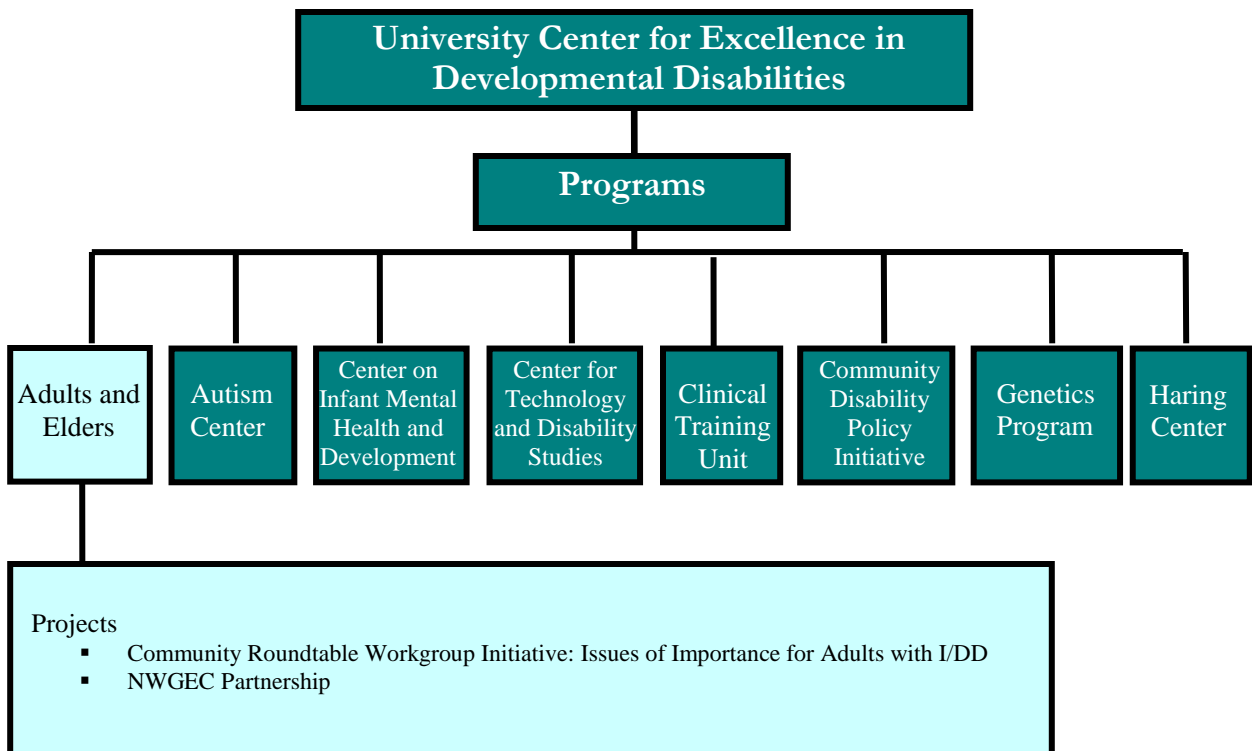 University Center for Excellence in
Developmental Disabilities
Programs
Adults and
Elders
Autism
Center
Center on
Infant Mental
Health and
Development
Center for
Technology
and Disability
Studies
Clinical
Training
Unit
Community
Disability
Policy
Initiative
Genetics
Program
Haring
Center
Projects
▪ Community Roundtable Workgroup Initiative: Issues of Importance for Adults with I/DD
▪ NWGEC Partnership